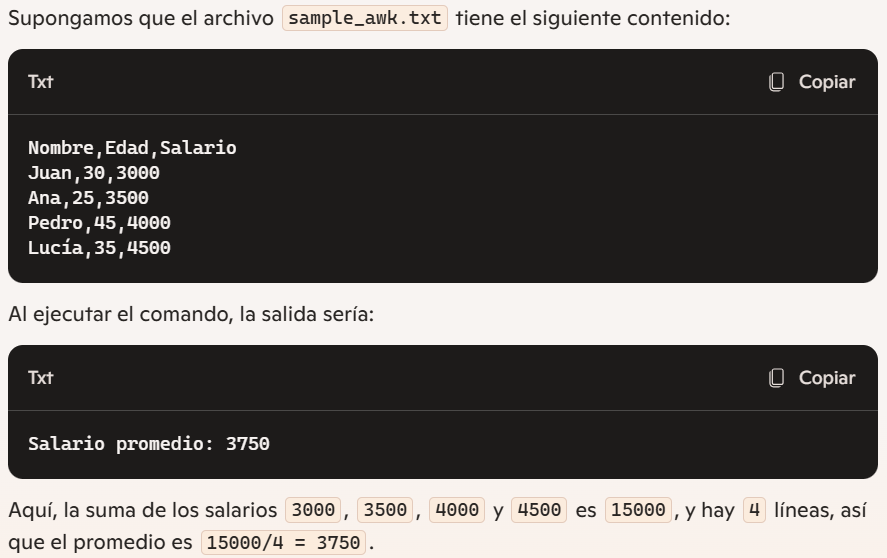 Supongamos que el archivo sample_awk.txt tiene el siguiente contenido:
Txt
Copiar
Nombre,Edad,Salario
Juan,30,3000
Ana,25,3500
Pedro,45,4000
Lucía,35,4500
Al ejecutar el comando, la salida sería:
Txt
Copiar
Salario promedio: 3750
Aquí, la suma de los salarios 3000, 3500, 4000 y 4500 es 15000, y hay 4 líneas, así
que el promedio es 15000/4 = 3750.